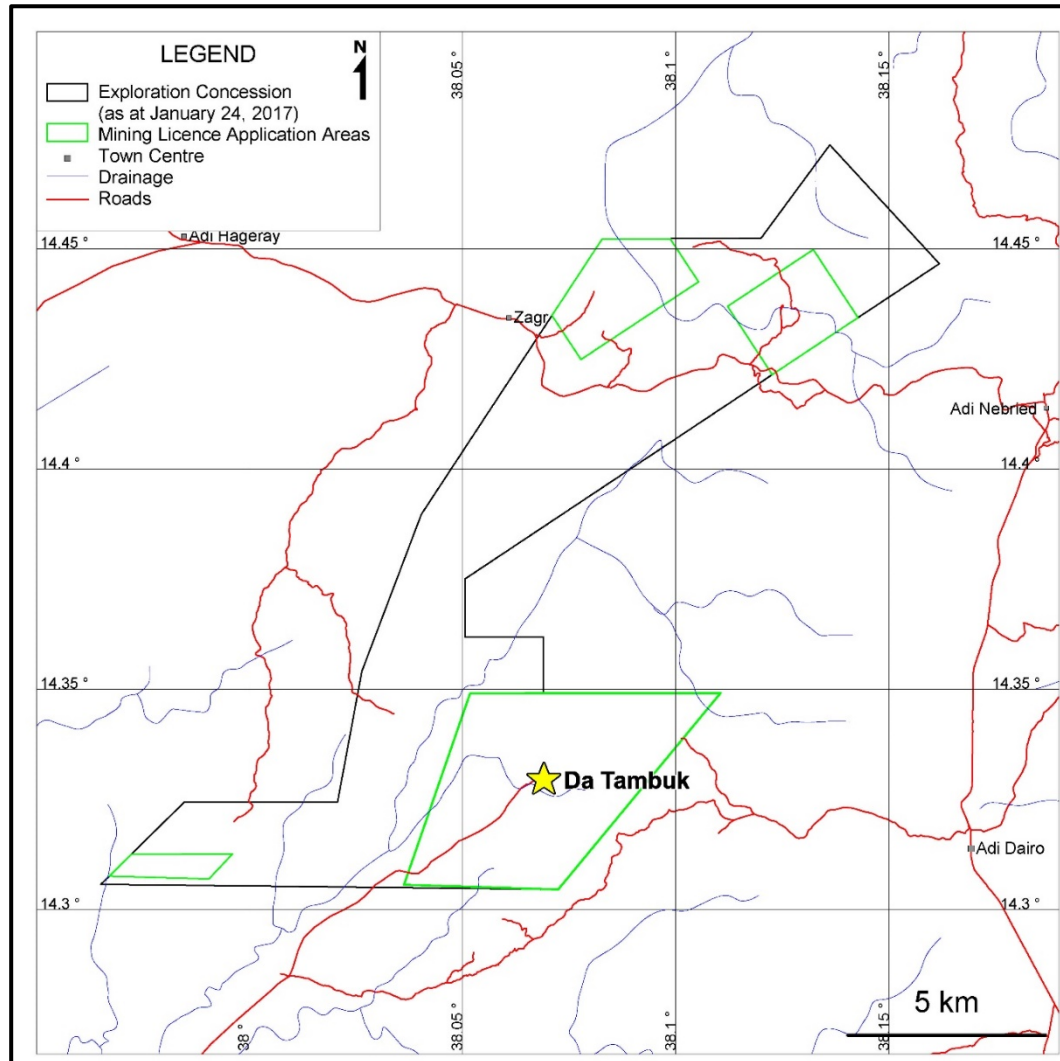 LEGEND
N
Exploration Concession
(as at January 24, 2017)
Mining Licence Application Areas
Town Centre
Drainage
Roads
38.05 °
38.1 °
38.15 °
Adi Hageray
14.45 °
14.45 °
Zagr
Adi Nebried
14.4 °
14.4 °
14.35 °
14.35 °
Da Tambuk
Adi Dairo
14.3 °
14.3 °
5 km
38 °
38.05 °
38.1 °
38.15 °